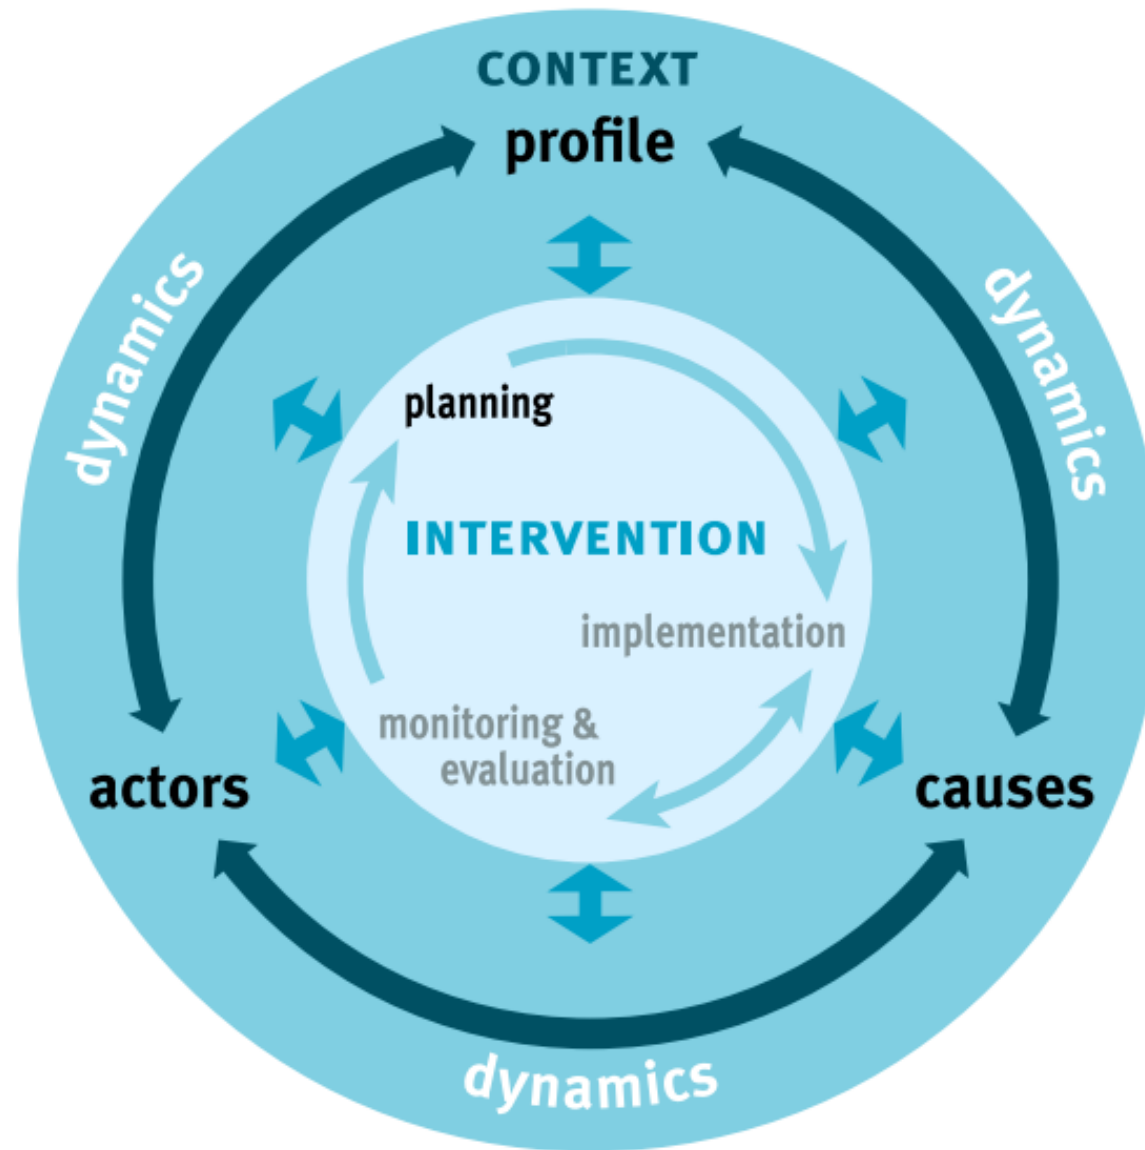 CONTEXT
profile
dynamics
dynamics
planning
INTERVENTION
implementation
monitoring &
evaluation
actors
causes
dynamics